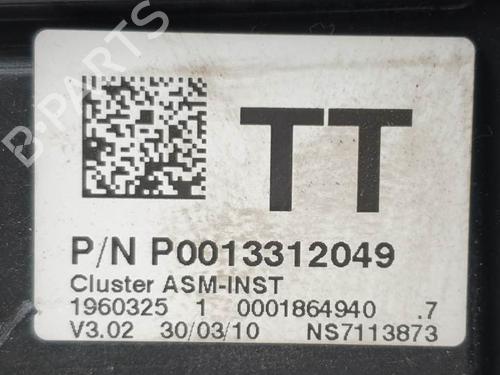 B-PARTS
TT
P/N P0013312049
Cluster ASM-INST
1960325 1 0001864940 .7
V3.02 30/03/10 NS7113873